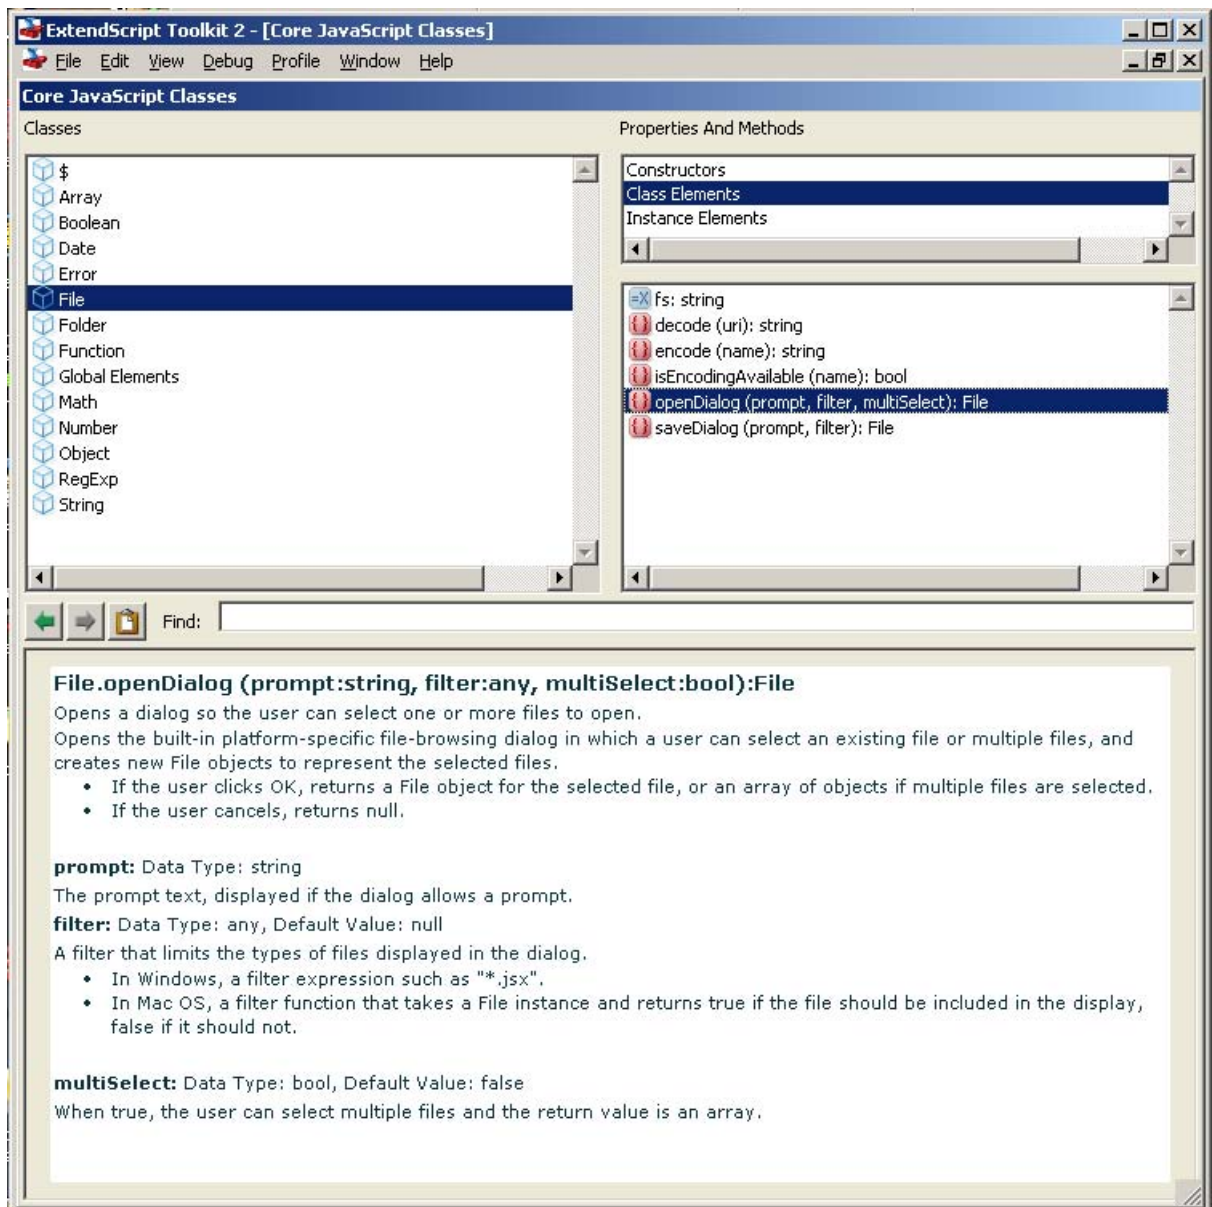 ExtendScript Toolkit 2 - [Core JavaScript Classes]
File Edit View Debug Profile Window Help
Core JavaScript Classes
Classes
$
Array
Boolean
Date
Error
File
Folder
Function
Global Elements
Math
Number
Object
RegExp
String
Properties And Methods
Constructors
Class Elements
Instance Elements
fs: string
decode (uri): string
encode (name): string
isEncodingAvailable (name): bool
openDialog (prompt, filter, multiSelect): File
saveDialog (prompt, filter): File
Find:
File.openDialog (prompt:string, filter:any, multiSelect:bool):File
Opens a dialog so the user can select one or more files to open.
Opens the built-in platform-specific file-browsing dialog in which a user can select an existing file or multiple files, and
creates new File objects to represent the selected files.
• If the user clicks OK, returns a File object for the selected file, or an array of objects if multiple files are selected.
• If the user cancels, returns null.
prompt: Data Type: string
The prompt text, displayed if the dialog allows a prompt.
filter: Data Type: any, Default Value: null
A filter that limits the types of files displayed in the dialog.
• In Windows, a filter expression such as "*.jsx".
• In Mac OS, a filter function that takes a File instance and returns true if the file should be included in the display,
false if it should not.
multiSelect: Data Type: bool, Default Value: false
When true, the user can select multiple files and the return value is an array.